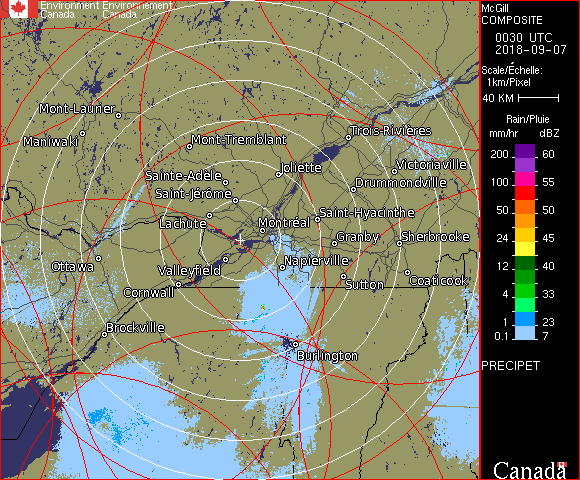 Environment Environnement
Canada Canada
McGill
COMPOSITE
0030 UTC
2018-09-07
Scale/Échelle:
1km/Pixel
40 KM
Rain/Pluie
mm/hr dBZ
200 60
100 55
50 50
24 45
12 40
4 33
1 23
0.1 7
PRECIPET
Canada
Mont-Laurier
Maniwaki
Mont-Tremblant
Trois-Rivières
Sainte-Adèle
Joliette
Victoriaville
Saint-Jérôme
Drummondville
Lachute
Montréal
Saint-Hyacinthe
Granby
Sherbrooke
Ottawa
Valleyfield
Napierville
Cornwall
Sutton
Coaticook
Brockville
Burlington